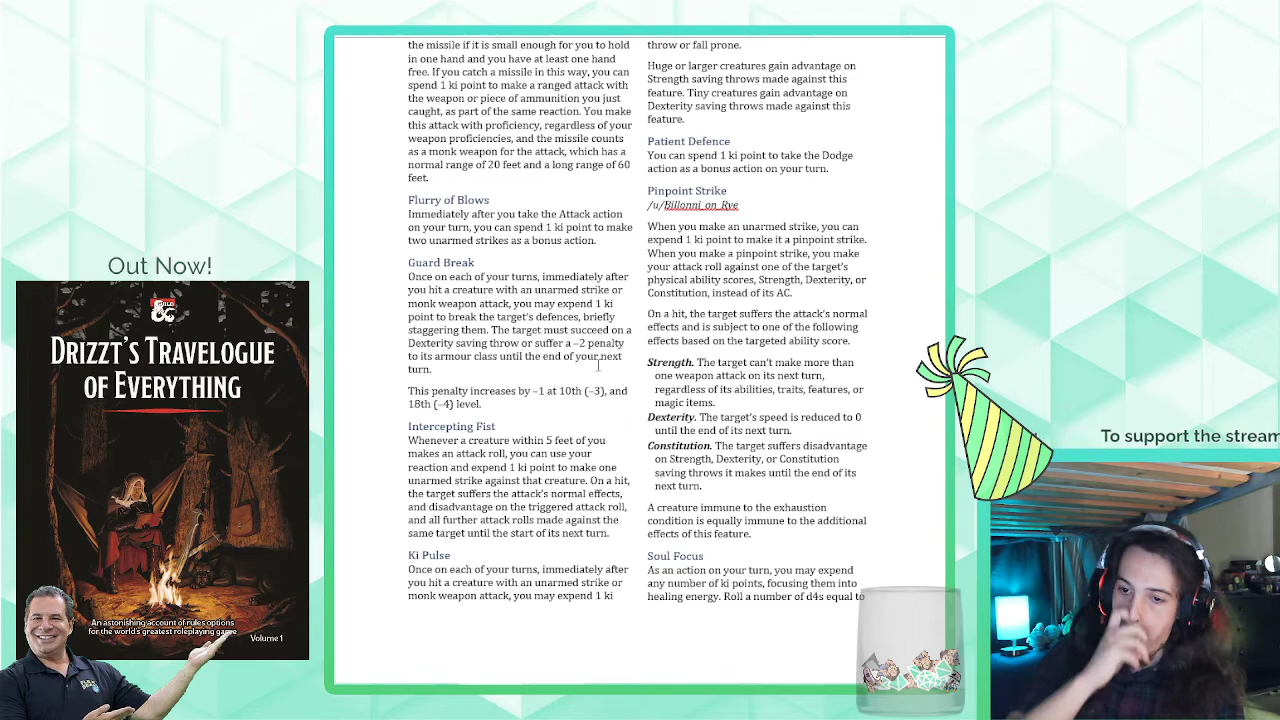 Out Now!
DRIZZT'S TRAVELOGUE
OF EVERYTHING
An astonishing account of rules options
for the world's greatest roleplaying game
Volume 1
the missile if it is small enough for you to hold
in one hand and you have at least one hand
free. If you catch a missile in this way, you can
spend 1 ki point to make a ranged attack with
the weapon or piece of ammunition you just
caught, as part of the same reaction. You make
this attack with proficiency, regardless of your
weapon proficiencies, and the missile counts
as a monk weapon for the attack, which has a
normal range of 20 feet and a long range of 60
feet.
Flurry of Blows
Immediately after you take the Attack action
on your turn, you can spend 1 ki point to make
two unarmed strikes as a bonus action.
Guard Break
Once on each of your turns, immediately after
you hit a creature with an unarmed strike or
monk weapon attack, you may expend 1 ki
point to break the target's defences, briefly
staggering them. The target must succeed on a
Dexterity saving throw or suffer a –2 penalty
to its armour class until the end of your next
turn.
This penalty increases by –1 at 10th (–3), and
18th (–4) level.
Intercepting Fist
Whenever a creature within 5 feet of you
makes an attack roll, you can use your
reaction and expend 1 ki point to make one
unarmed strike against that creature. On a hit,
the target suffers the attack's normal effects,
and disadvantage on the triggered attack roll,
and all further attack rolls made against the
same target until the start of its next turn.
Ki Pulse
Once on each of your turns, immediately after
you hit a creature with an unarmed strike or
monk weapon attack, you may expend 1 ki
throw or fall prone.
Huge or larger creatures gain advantage on
Strength saving throws made against this
feature. Tiny creatures gain advantage on
Dexterity saving throws made against this
feature.
Patient Defence
You can spend 1 ki point to take the Dodge
action as a bonus action on your turn.
Pinpoint Strike
/u/Billonni_on_Rye
When you make an unarmed strike, you can
expend 1 ki point to make it a pinpoint strike.
When you make a pinpoint strike, you make
your attack roll against one of the target's
physical ability scores, Strength, Dexterity, or
Constitution, instead of its AC.
On a hit, the target suffers the attack's normal
effects and is subject to one of the following
effects based on the targeted ability score.
Strength. The target can't make more than
one weapon attack on its next turn,
regardless of its abilities, traits, features, or
magic items.
Dexterity. The target's speed is reduced to 0
until the end of its next turn.
Constitution. The target suffers disadvantage
on Strength, Dexterity, or Constitution
saving throws it makes until the end of its
next turn.
A creature immune to the exhaustion
condition is equally immune to the additional
effects of this feature.
Soul Focus
As an action on your turn, you may expend
any number of ki points, focusing them into
healing energy. Roll a number of d4s equal to
To support the stream